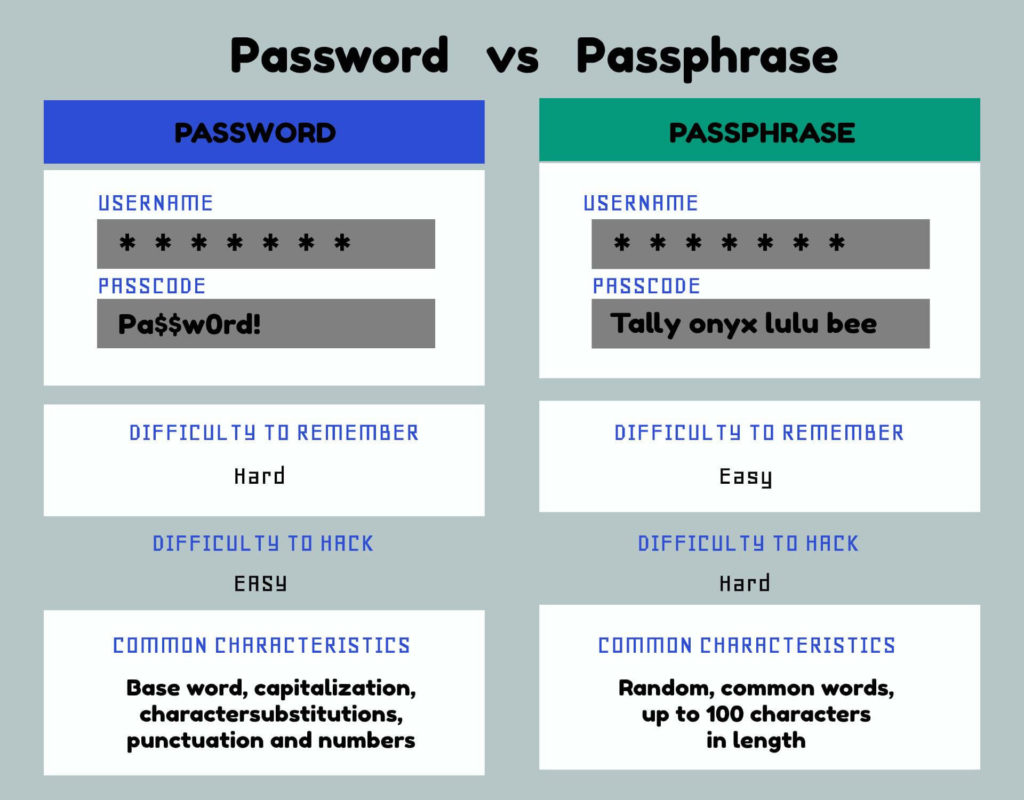 Password vs Passphrase
PASSWORD
USERNAME
* * * * * * *
PASSCODE
Pa$$w0rd!
DIFFICULTY TO REMEMBER
Hard
DIFFICULTY TO HACK
EASY
COMMON CHARACTERISTICS
Base word, capitalization,
charactersubstitutions,
punctuation and numbers
PASSPHRASE
USERNAME
* * * * * * *
PASSCODE
Tally onyx lulu bee
DIFFICULTY TO REMEMBER
Easy
DIFFICULTY TO HACK
Hard
COMMON CHARACTERISTICS
Random, common words,
up to 100 characters
in length